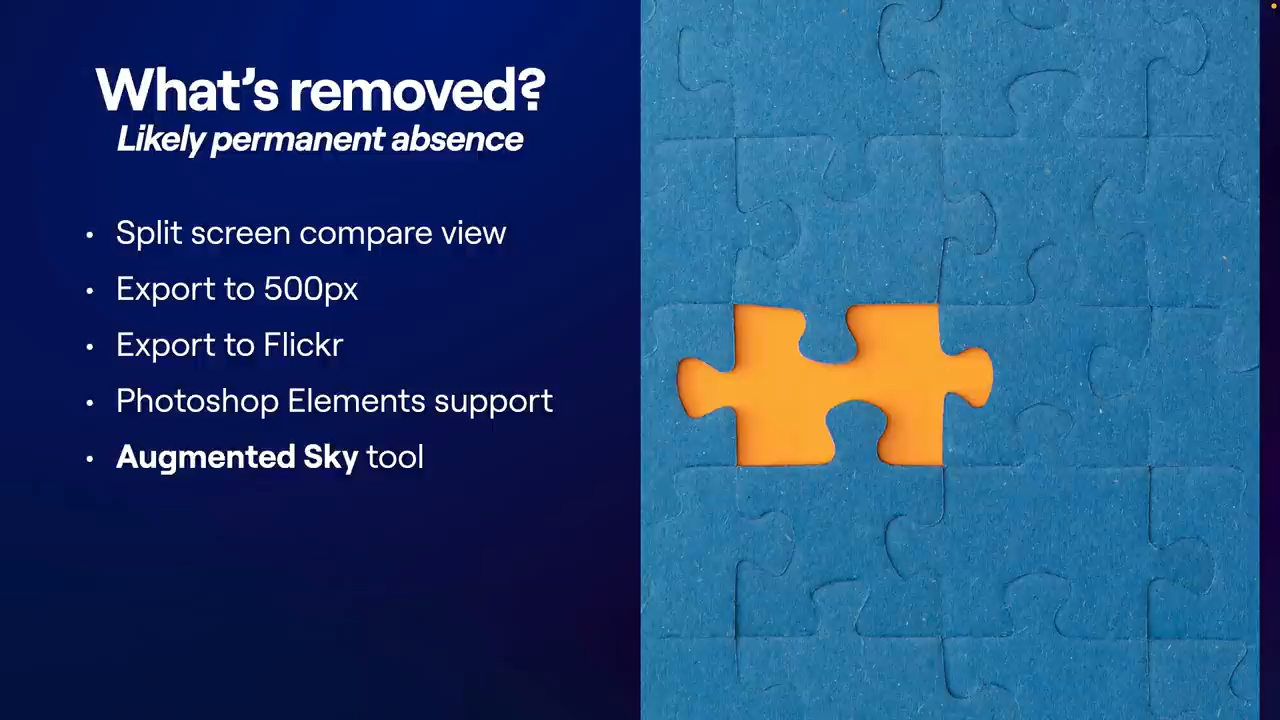 What’s removed?
Likely permanent absence
• Split screen compare view
• Export to 500px
• Export to Flickr
• Photoshop Elements support
• Augmented Sky tool